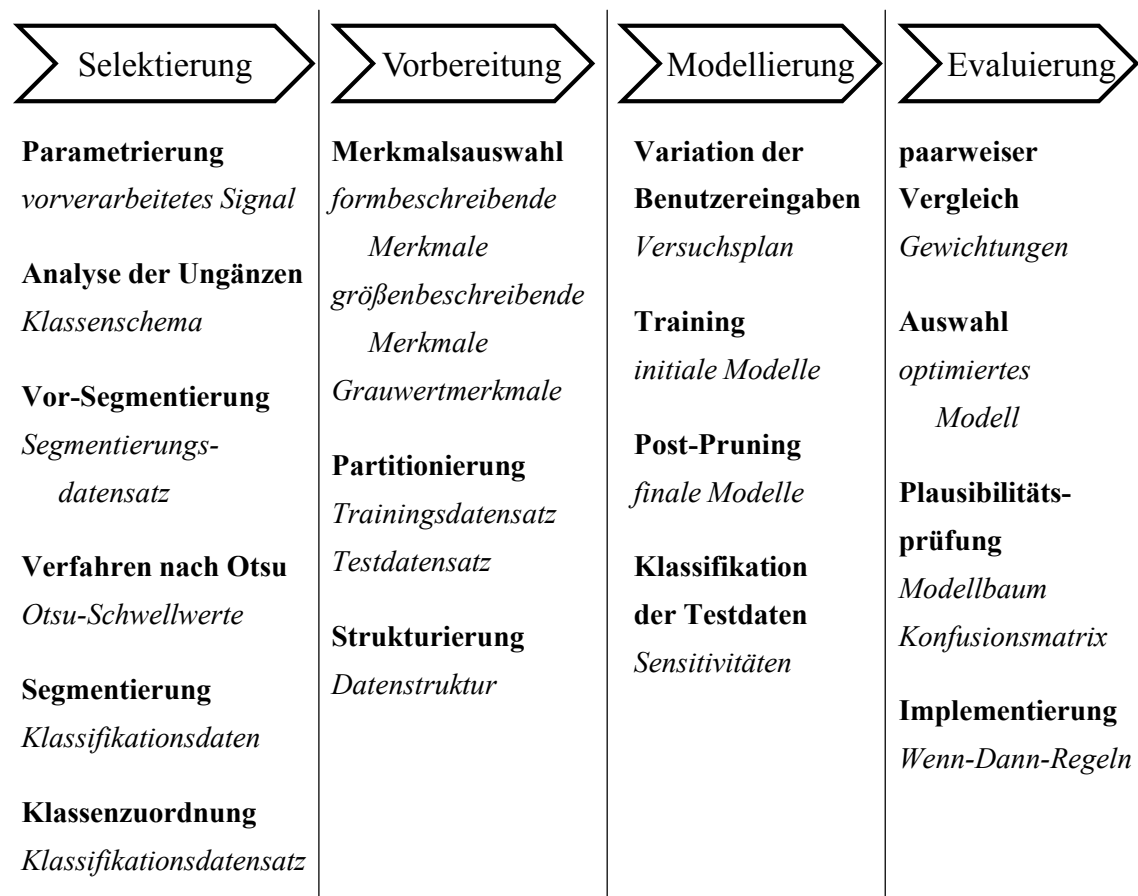 Selektierung
Parametrierung
vorverarbeitetes Signal
Analyse der Ungänzen
Klassenschema
Vor-Segmentierung
Segmentierungs-
datensatz
Verfahren nach Otsu
Otsu-Schwellwerte
Segmentierung
Klassifikationsdaten
Klassenzuordnung
Klassifikationsdatensatz
Vorbereitung
Merkmalsauswahl
formbeschreibende
Merkmale
größenbeschreibende
Merkmale
Grauwertmerkmale
Partitionierung
Trainingsdatensatz
Testdatensatz
Strukturierung
Datenstruktur
Modellierung
Variation der
Benutzereingaben
Versuchsplan
Training
initiale Modelle
Post-Pruning
finale Modelle
Klassifikation
der Testdaten
Sensitivitäten
Evaluierung
paarweiser
Vergleich
Gewichtungen
Auswahl
optimiertes
Modell
Plausibilitäts-
prüfung
Modellbaum
Konfusionsmatrix
Implementierung
Wenn-Dann-Regeln